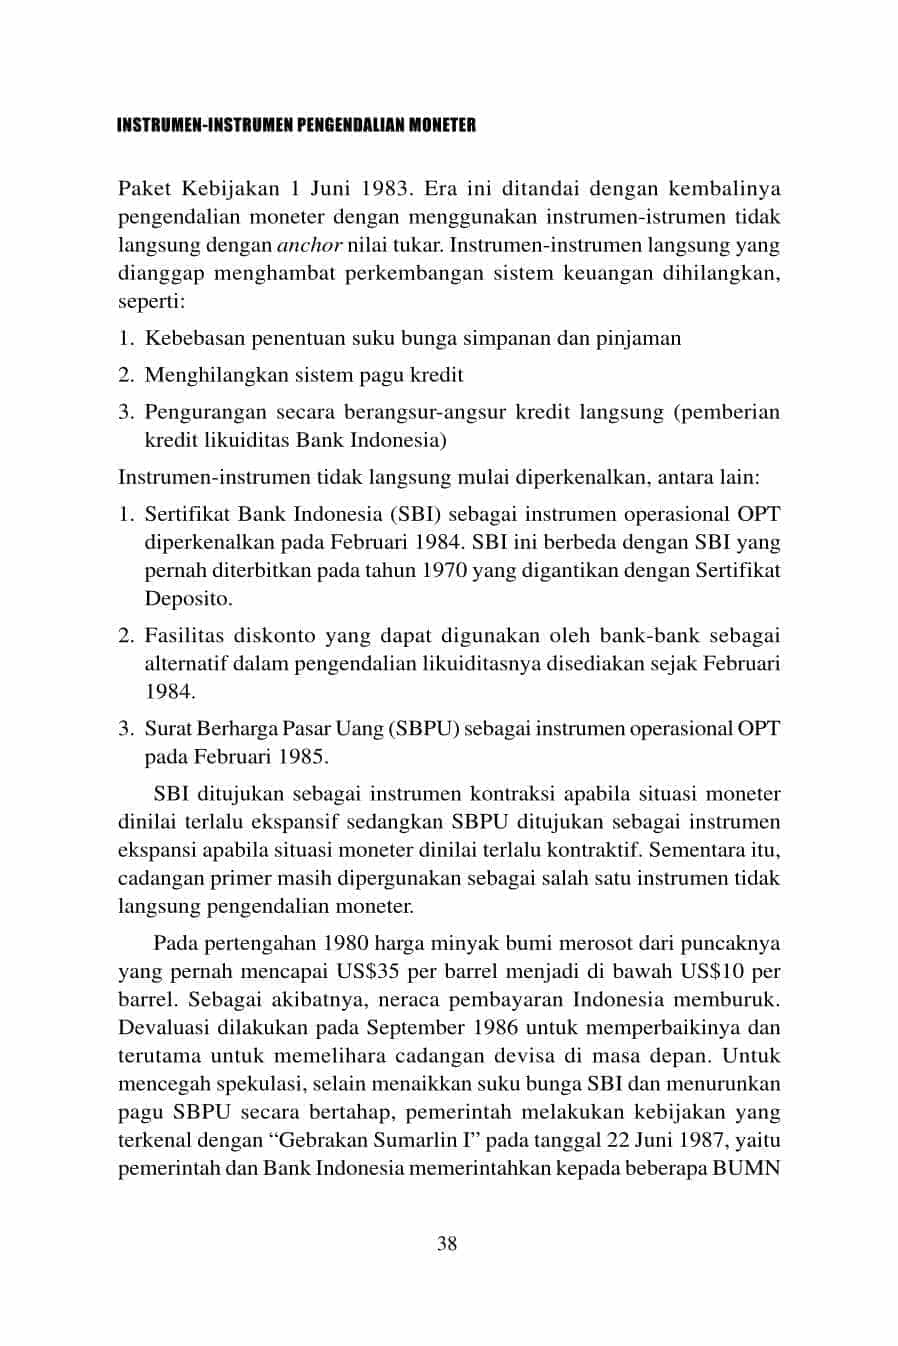 INSTRUMEN-INSTRUMEN PENGENDALIAN MONETER
Paket Kebijakan 1 Juni 1983. Era ini ditandai dengan kembalinya
pengendalian moneter dengan menggunakan instrumen-istrumen tidak
langsung dengan anchor nilai tukar. Instrumen-instrumen langsung yang
dianggap menghambat perkembangan sistem keuangan dihilangkan,
seperti:
1. Kebebasan penentuan suku bunga simpanan dan pinjaman
2. Menghilangkan sistem pagu kredit
3. Pengurangan secara berangsur-angsur kredit langsung (pemberian
kredit likuiditas Bank Indonesia)
Instrumen-instrumen tidak langsung mulai diperkenalkan, antara lain:
1. Sertifikat Bank Indonesia (SBI) sebagai instrumen operasional OPT
diperkenalkan pada Februari 1984. SBI ini berbeda dengan SBI yang
pernah diterbitkan pada tahun 1970 yang digantikan dengan Sertifikat
Deposito.
2. Fasilitas diskonto yang dapat digunakan oleh bank-bank sebagai
alternatif dalam pengendalian likuiditasnya disediakan sejak Februari
1984.
3. Surat Berharga Pasar Uang (SBPU) sebagai instrumen operasional OPT
pada Februari 1985.
SBI ditujukan sebagai instrumen kontraksi apabila situasi moneter
dinilai terlalu ekspansif sedangkan SBPU ditujukan sebagai instrumen
ekspansi apabila situasi moneter dinilai terlalu kontraktif. Sementara itu,
cadangan primer masih dipergunakan sebagai salah satu instrumen tidak
langsung pengendalian moneter.
Pada pertengahan 1980 harga minyak bumi merosot dari puncaknya
yang pernah mencapai US$35 per barrel menjadi di bawah US$10 per
barrel. Sebagai akibatnya, neraca pembayaran Indonesia memburuk.
Devaluasi dilakukan pada September 1986 untuk memperbaikinya dan
terutama untuk memelihara cadangan devisa di masa depan. Untuk
mencegah spekulasi, selain menaikkan suku bunga SBI dan menurunkan
pagu SBPU secara bertahap, pemerintah melakukan kebijakan yang
terkenal dengan “Gebrakan Sumarlin I” pada tanggal 22 Juni 1987, yaitu
pemerintah dan Bank Indonesia memerintahkan kepada beberapa BUMN
38